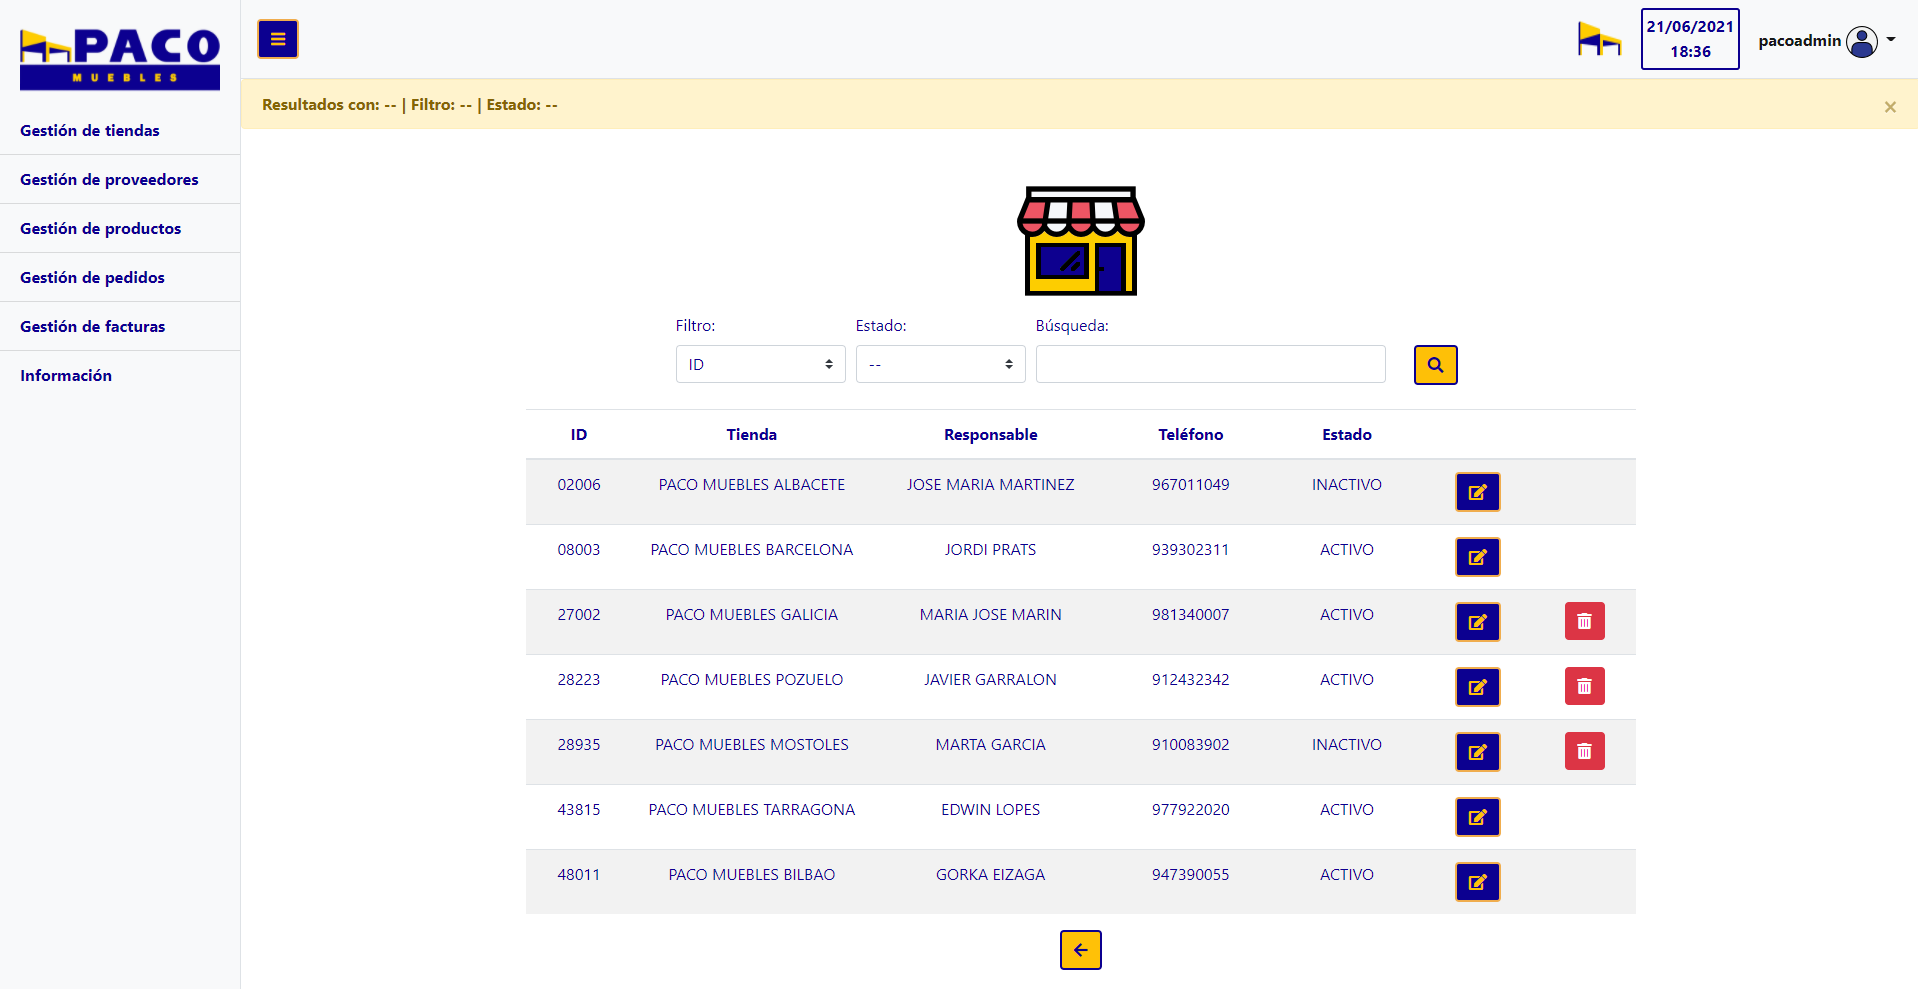 PACO
MUEBLES
21/06/2021
18:36
pacoadmin
Resultados con: -- | Filtro: -- | Estado: --
×
Gestión de tiendas
Gestión de proveedores
Gestión de productos
Gestión de pedidos
Gestión de facturas
Información
Filtro: Estado: Búsqueda:
ID --
ID Tienda Responsable Teléfono Estado
02006 PACO MUEBLES ALBACETE JOSE MARIA MARTINEZ 967011049 INACTIVO
08003 PACO MUEBLES BARCELONA JORDI PRATS 939302311 ACTIVO
27002 PACO MUEBLES GALICIA MARIA JOSE MARIN 981340007 ACTIVO
28223 PACO MUEBLES POZUELO JAVIER GARRALON 912432342 ACTIVO
28935 PACO MUEBLES MOSTOLES MARTA GARCIA 910083902 INACTIVO
43815 PACO MUEBLES TARRAGONA EDWIN LOPES 977922020 ACTIVO
48011 PACO MUEBLES BILBAO GORKA EIZAGA 947390055 ACTIVO